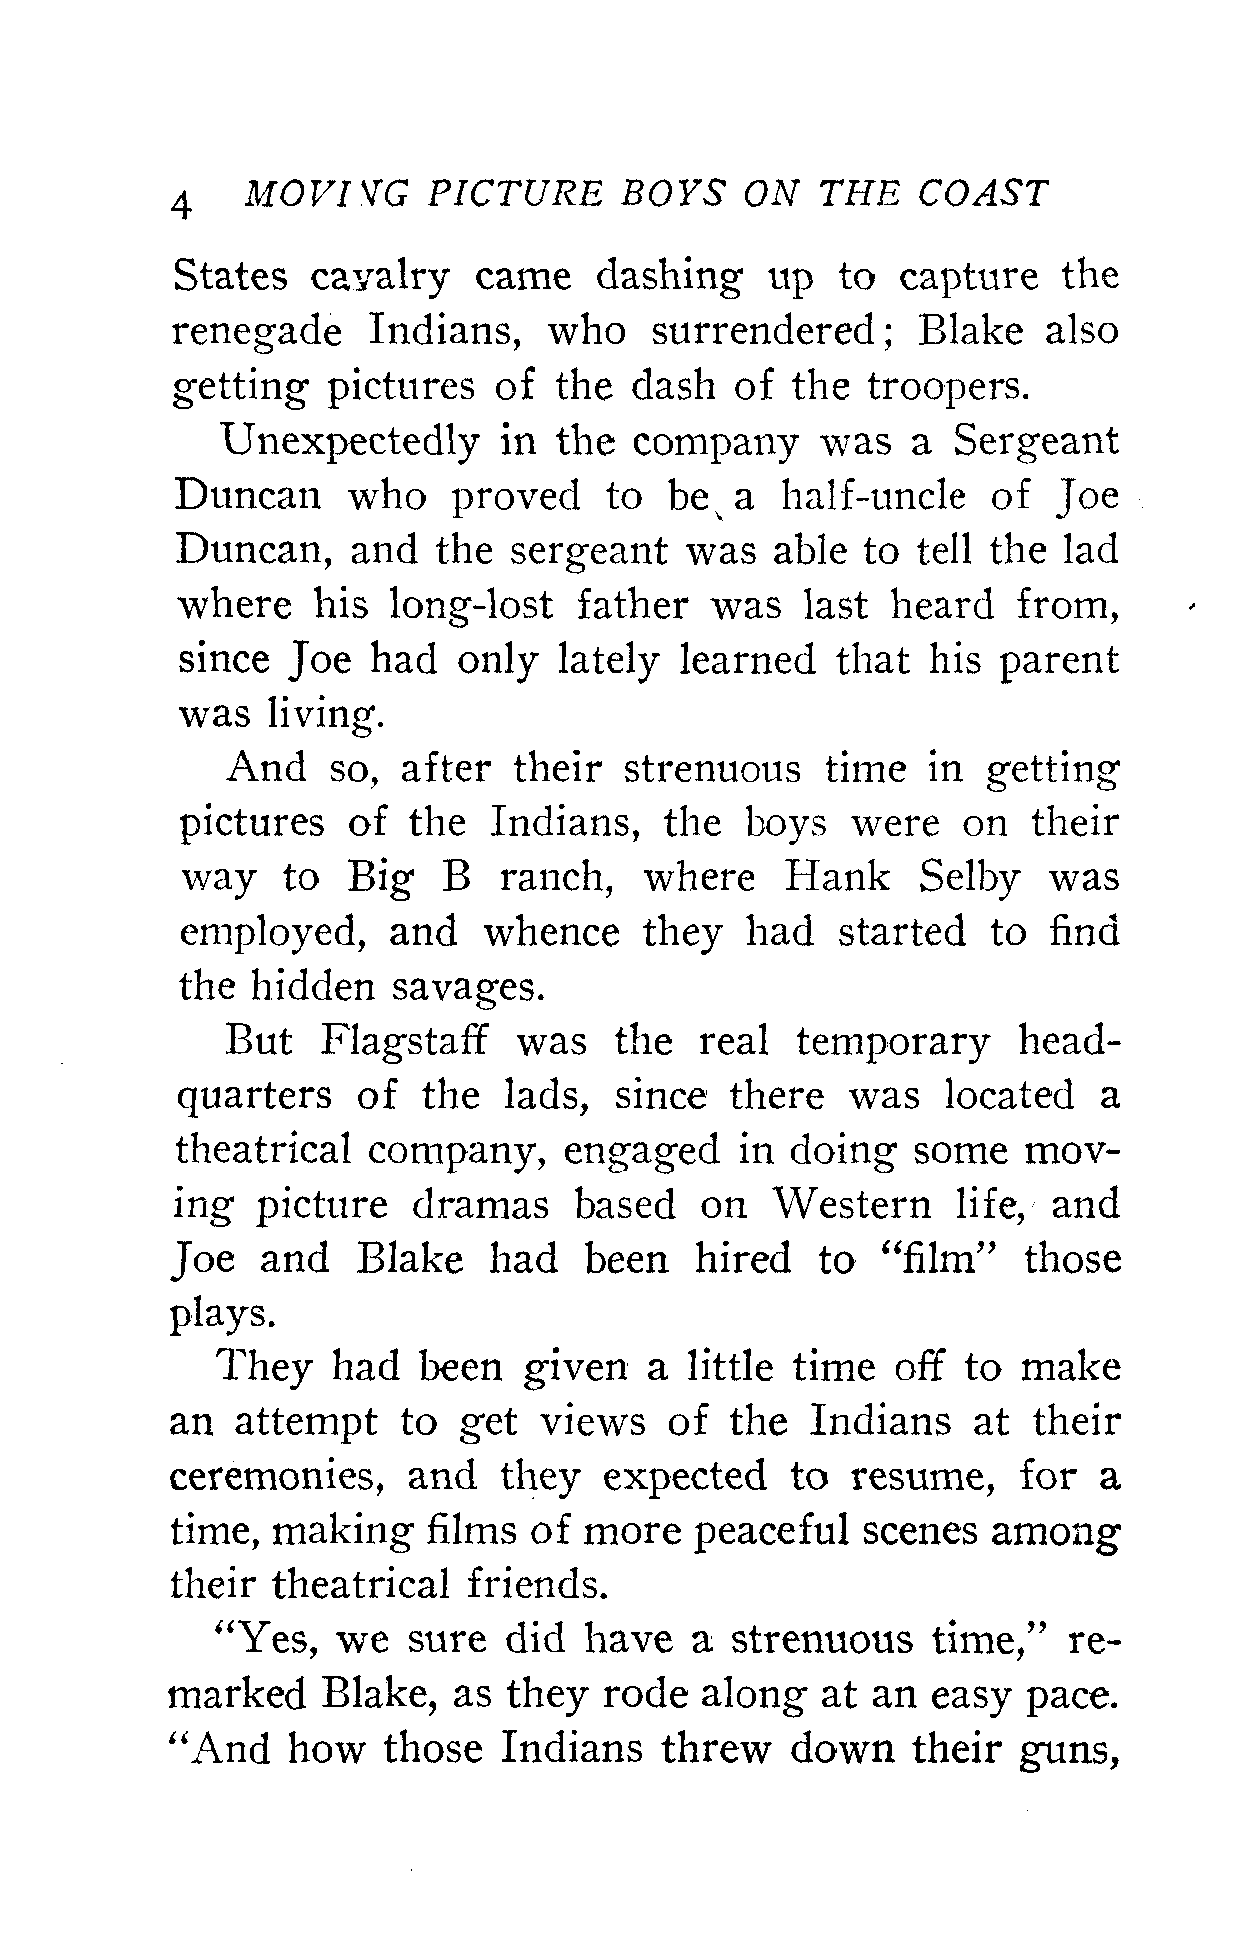 4 MOVING PICTURE BOYS ON THE COAST
States cavalry came dashing up to capture the
renegade Indians, who surrendered; Blake also
getting pictures of the dash of the troopers.
Unexpectedly in the company was a Sergeant
Duncan who proved to be a half-uncle of Joe
Duncan, and the sergeant was able to tell the lad
where his long-lost father was last heard from,
since Joe had only lately learned that his parent
was living.
And so, after their strenuous time in getting
pictures of the Indians, the boys were on their
way to Big B ranch, where Hank Selby was
employed, and whence they had started to find
the hidden savages.
But Flagstaff was the real temporary head-
quarters of the lads, since there was located a
theatrical company, engaged in doing some mov-
ing picture dramas based on Western life, and
Joe and Blake had been hired to “film” those
plays.
They had been given a little time off to make
an attempt to get views of the Indians at their
ceremonies, and they expected to resume, for a
time, making films of more peaceful scenes among
their theatrical friends.
“Yes, we sure did have a strenuous time,” re-
marked Blake, as they rode along at an easy pace.
“And how those Indians threw down their guns,